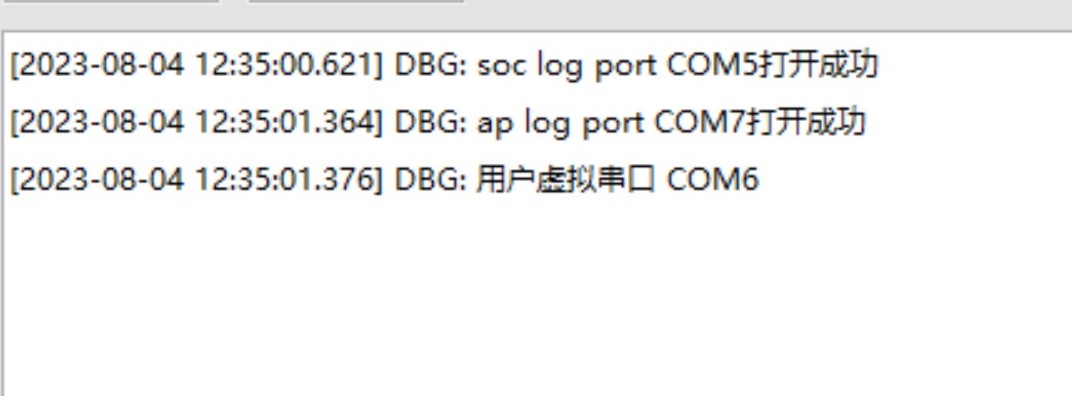 [2023-08-04 12:35:00.621] DBG: soc log port COM5打开成功
[2023-08-04 12:35:01.364] DBG: ap log port COM7打开成功
[2023-08-04 12:35:01.376] DBG: 用户虚拟串口 COM6